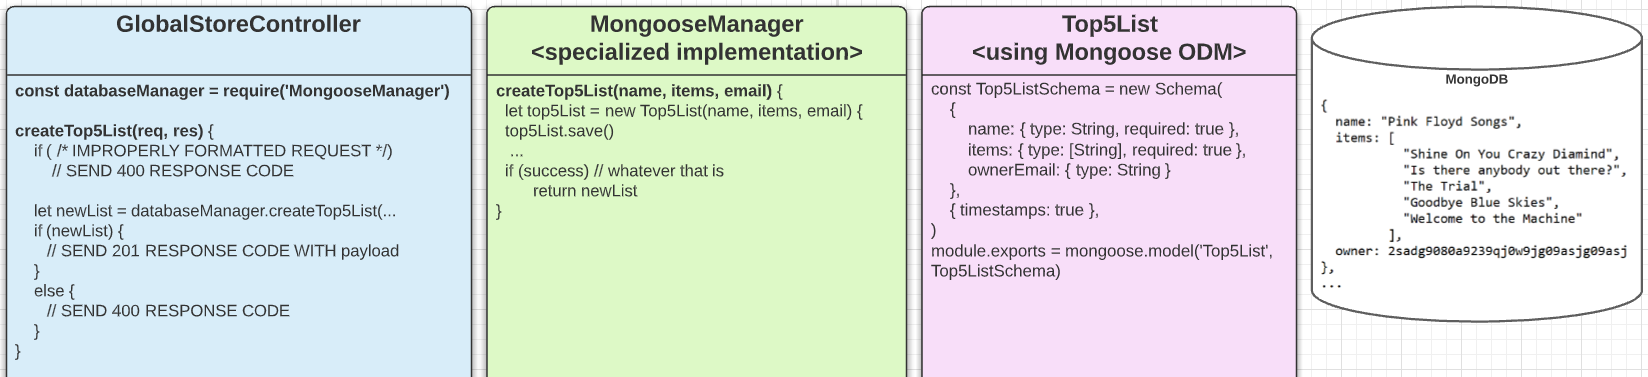 GlobalStoreController
const databaseManager = require('MongooseManager')
createTop5List(req, res) {
if ( /* IMPROPERLY FORMATTED REQUEST */)
// SEND 400 RESPONSE CODE
let newList = databaseManager.createTop5List(...
if (newList) {
// SEND 201 RESPONSE CODE WITH payload
}
else {
// SEND 400 RESPONSE CODE
}
}
MongooseManager
<specialized implementation>
createTop5List(name, items, email) {
let top5List = new Top5List(name, items, email) {
top5List.save()
...
if (success) // whatever that is
return newList
}
Top5List
<using Mongoose ODM>
const Top5ListSchema = new Schema(
{
name: { type: String, required: true },
items: { type: [String], required: true },
ownerEmail: { type: String }
},
{ timestamps: true },
)
module.exports = mongoose.model('Top5List',
Top5ListSchema)
MongoDB
{
name: "Pink Floyd Songs",
items: [
"Shine On You Crazy Diamind",
"Is there anybody out there?",
"The Trial",
"Goodbye Blue Skies",
"Welcome to the Machine"
],
owner: 2sadg9080a9239qj0w9jg09asjg09asj
},
...